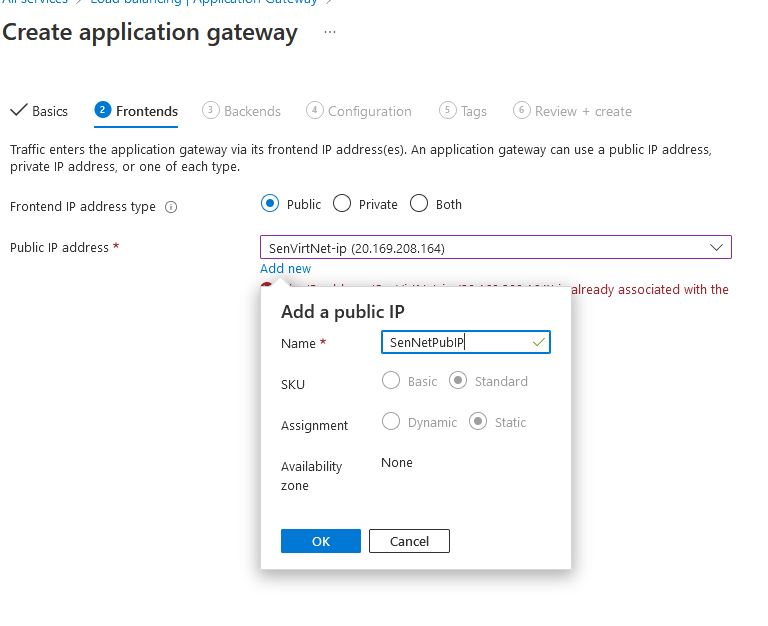 All services > Load balancing | Application Gateway >
Create application gateway ...
Basics 2 Frontends 3 Backends 4 Configuration 5 Tags 6 Review + create
Traffic enters the application gateway via its frontend IP address(es). An application gateway can use a public IP address,
private IP address, or one of each type.
Frontend IP address type Public Private Both
Public IP address * SenVirtNet-ip (20.169.208.164)
Add new
already associated with the
Add a public IP
Name * SenNetPubIP
SKU Basic Standard
Assignment Dynamic Static
Availability
zone
None
OK Cancel